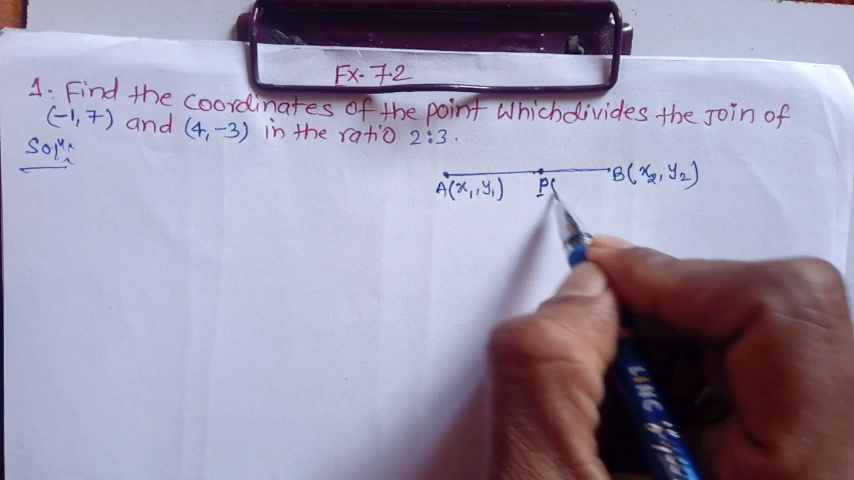 EX-7.2
1. Find the coordinates of the point which divides the join of
(-1,7) and (4,-3) in the ratio 2:3.
Solⁿ:
A(x₁,y₁) P( B(x₂,y₂)
LINC